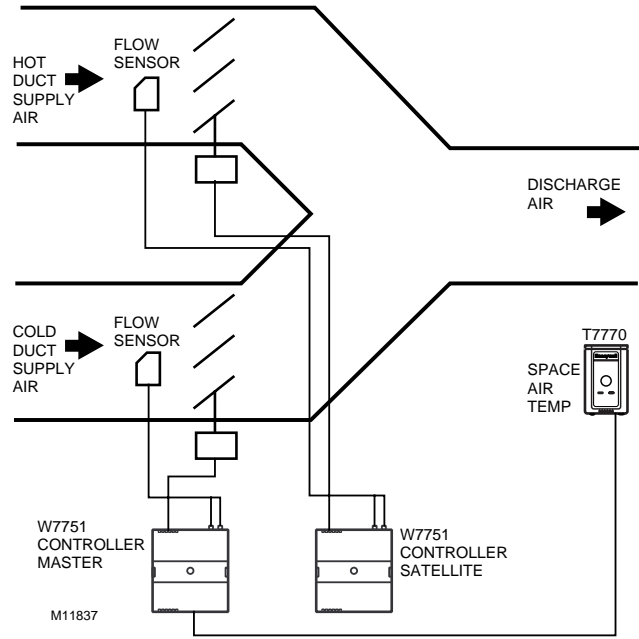 HOT
DUCT
SUPPLY
AIR
FLOW
SENSOR
DISCHARGE
AIR
COLD
DUCT
SUPPLY
AIR
FLOW
SENSOR
T7770
Honeywell
SPACE
AIR
TEMP
W7751
CONTROLLER
MASTER
W7751
CONTROLLER
SATELLITE
M11837